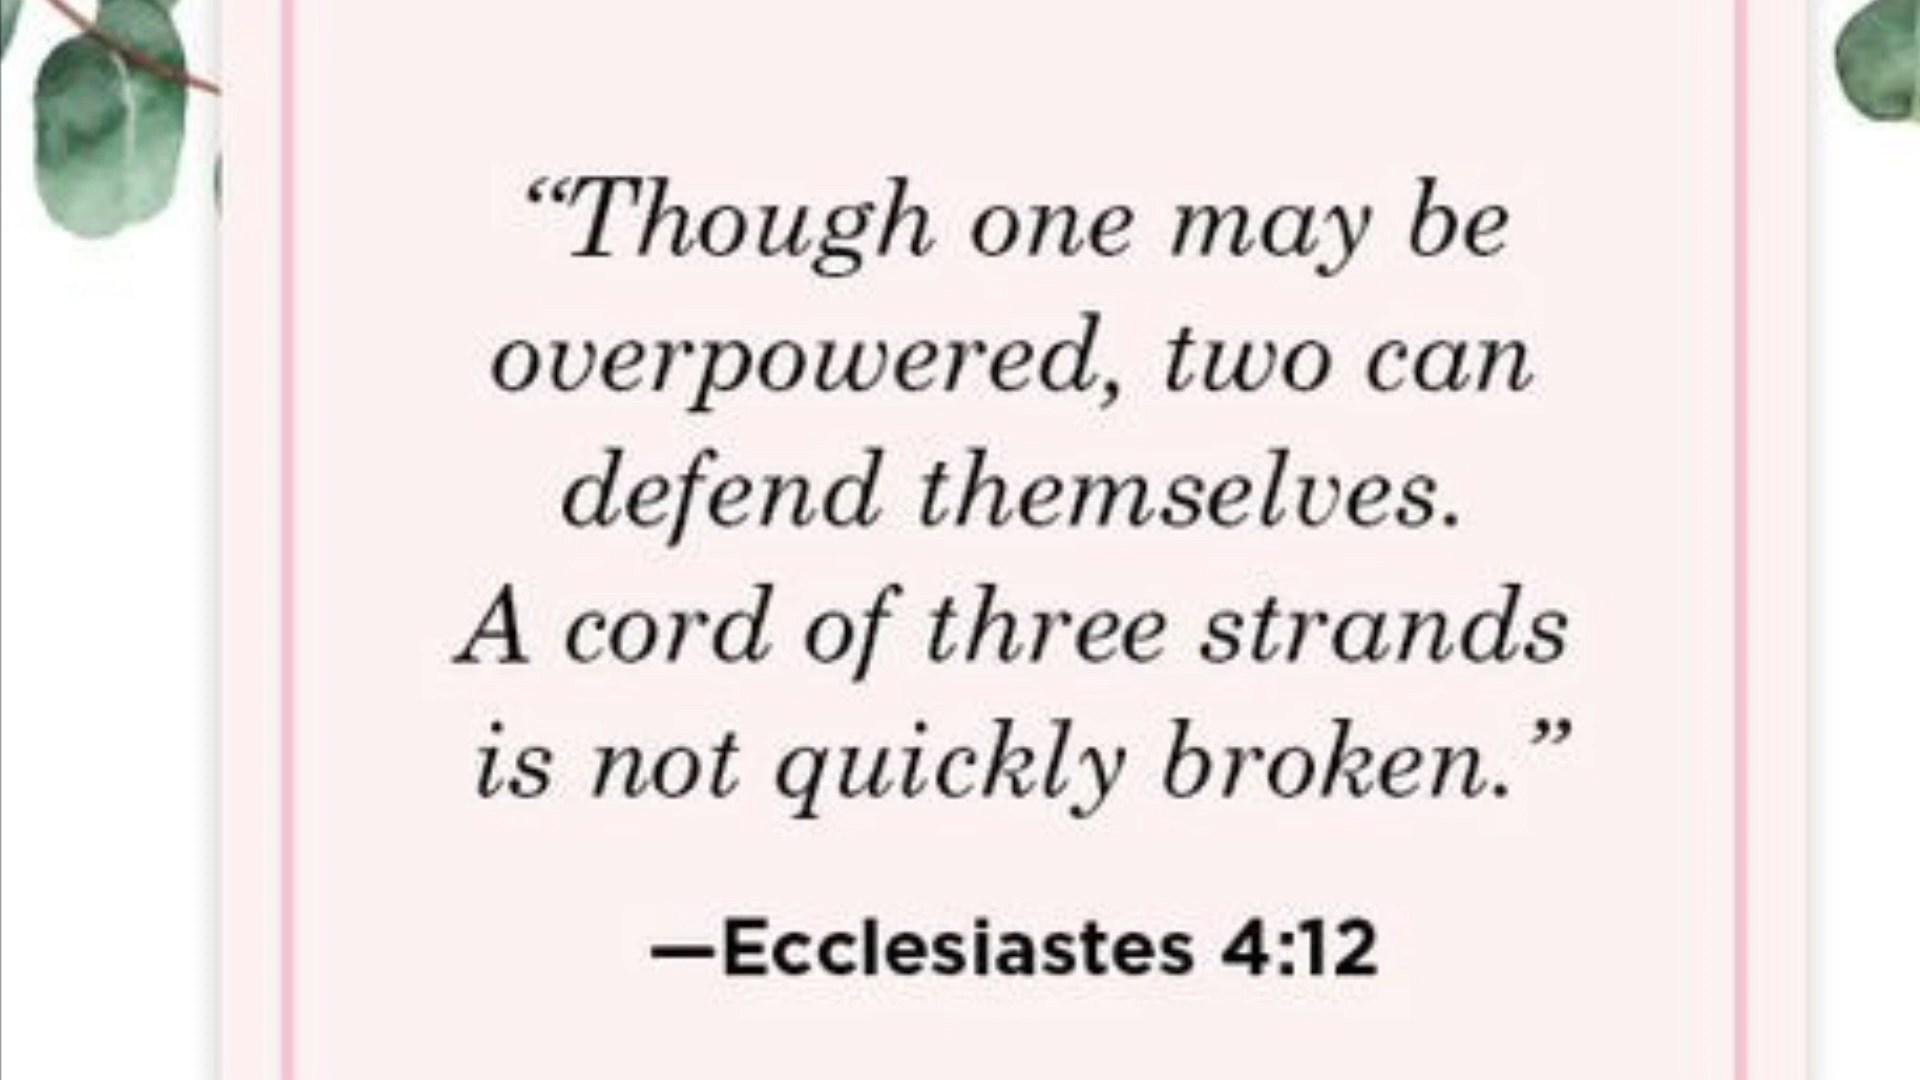 “Though one may be
overpowered, two can
defend themselves.
A cord of three strands
is not quickly broken.”
—Ecclesiastes 4:12